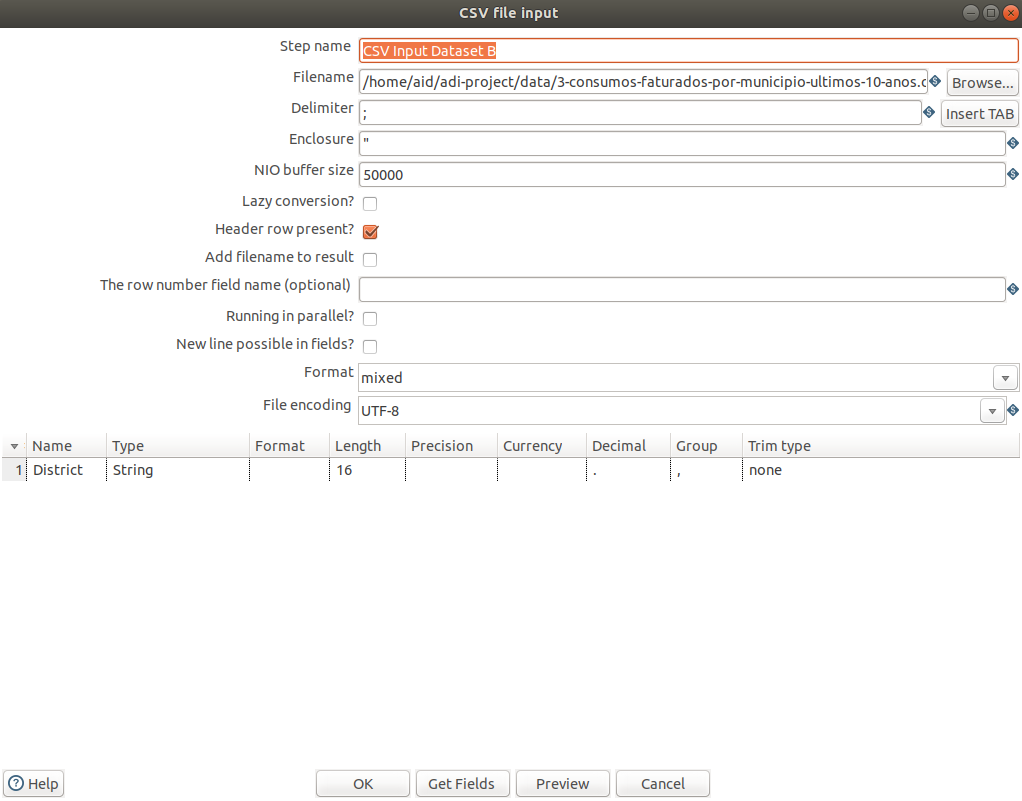 CSV file input
Step name CSV Input Dataset B
Filename /home/aid/adi-project/data/3-consumos-faturados-por-municipio-ultimos-10-anos.c Browse...
Delimiter ; Insert TAB
Enclosure "
NIO buffer size 50000
Lazy conversion?
Header row present?
Add filename to result
The row number field name (optional)
Running in parallel?
New line possible in fields?
Format mixed
File encoding UTF-8
Name Type Format Length Precision Currency Decimal Group Trim type
1 District String 16 . , none
Help OK Get Fields Preview Cancel